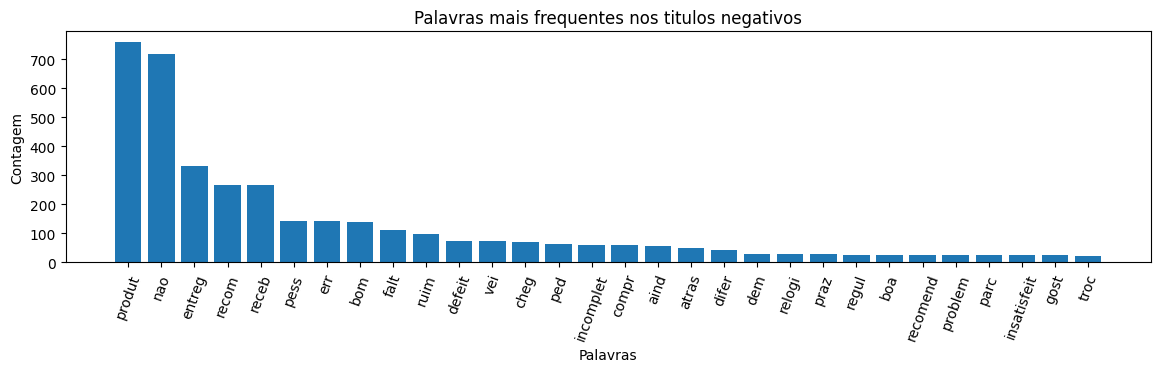 Palavras mais frequentes nos titulos negativos
Contagem
700
600
500
400
300
200
100
0
produt nao entreg recom receb pess err bom falt ruim defeit vei cheg ped incomplet compr aind atras difer dem relogi praz regul boa recomend problem parc insatisfeit gost troc
Palavras